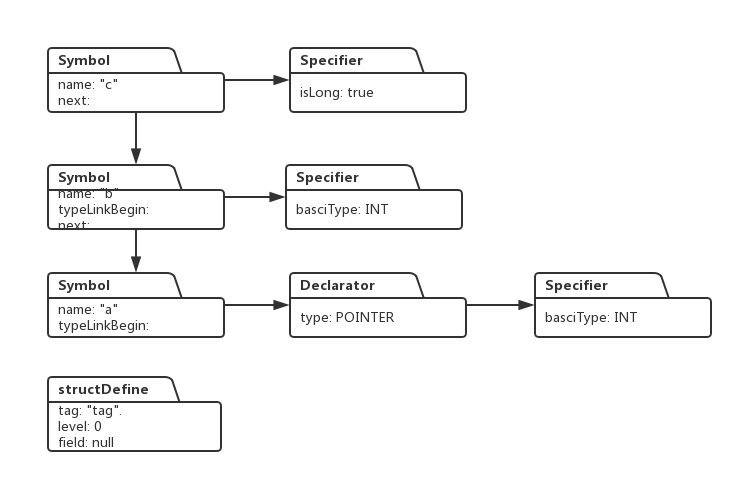 Symbol
name: "c"
next:
Specifier
isLong: true
Symbol
name: "b"
typeLinkBegin:
next:
Specifier
basciType: INT
Symbol
name: "a"
typeLinkBegin:
Declarator
type: POINTER
Specifier
basciType: INT
structDefine
tag: "tag".
level: 0
field: null